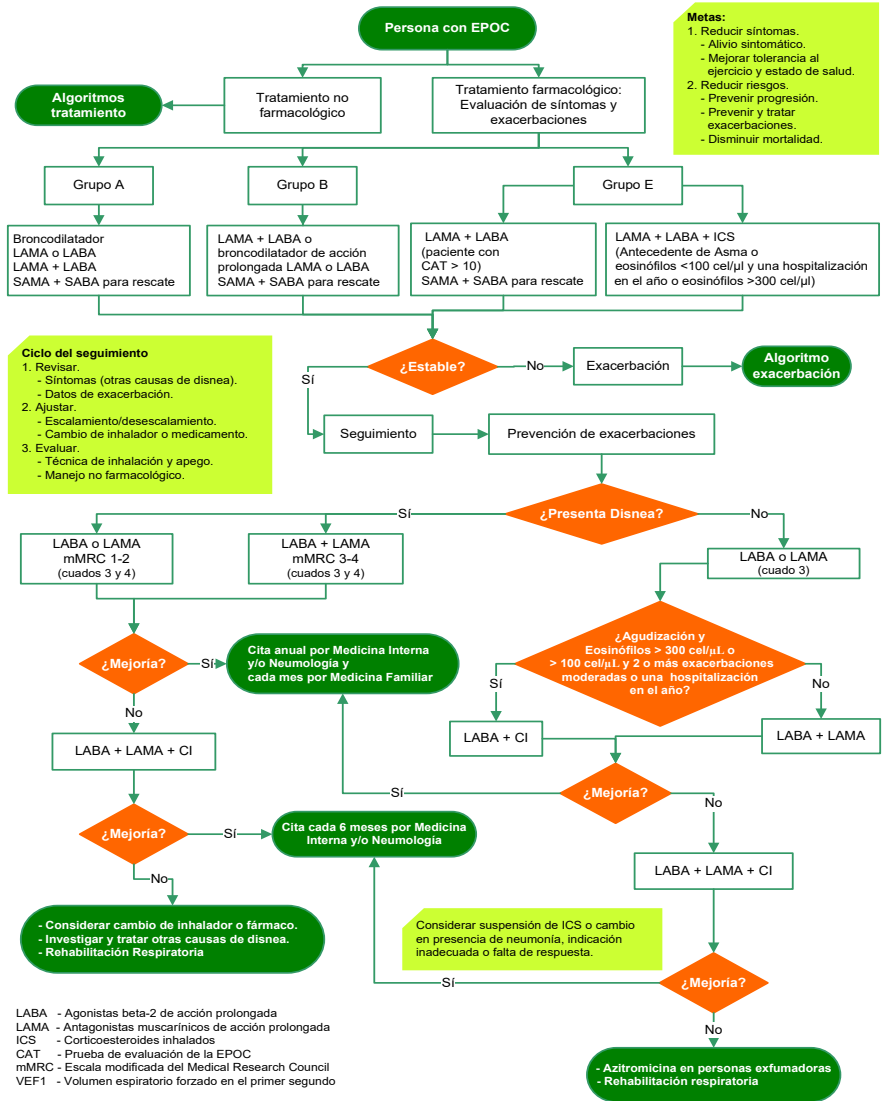 Persona con EPOC
Metas:
1. Reducir síntomas.
- Alivio sintomático.
- Mejorar tolerancia al
ejercicio y estado de salud.
2. Reducir riesgos.
- Prevenir progresión.
- Prevenir y tratar
exacerbaciones.
- Disminuir mortalidad.
Algoritmos
tratamiento
Tratamiento no
farmacológico
Tratamiento farmacológico:
Evaluación de síntomas y
exacerbaciones
Grupo A
Grupo B
Grupo E
Broncodilatador
LAMA o LABA
LAMA + LABA
SAMA + SABA para rescate
LAMA + LABA o
broncodilatador de acción
prolongada LAMA o LABA
SAMA + SABA para rescate
LAMA + LABA
(paciente con
CAT > 10)
SAMA + SABA para rescate
LAMA + LABA + ICS
(Antecedente de Asma o
eosinófilos <100 cel/µl y una hospitalización
en el año o eosinófilos >300 cel/µl)
Ciclo del seguimiento
1. Revisar.
- Síntomas (otras causas de disnea).
- Datos de exacerbación.
2. Ajustar.
- Escalamiento/desescalamiento.
- Cambio de inhalador o medicamento.
3. Evaluar.
- Técnica de inhalación y apego.
- Manejo no farmacológico.
¿Estable?
No
Exacerbación
Algoritmo
exacerbación
Sí
Seguimiento
Prevención de exacerbaciones
¿Presenta Disnea?
Sí
No
LABA o LAMA
mMRC 1-2
(cuados 3 y 4)
LABA + LAMA
mMRC 3-4
(cuados 3 y 4)
LABA o LAMA
(cuado 3)
¿Mejoría?
Sí
Cita anual por Medicina Interna
y/o Neumología y
cada mes por Medicina Familiar
¿Agudización y
Eosinófilos > 300 cel/µL o
> 100 cel/µL y 2 o más exacerbaciones
moderadas o una hospitalización
en el año?
Sí
No
No
LABA + LAMA + CI
LABA + CI
LABA + LAMA
¿Mejoría?
Sí
No
¿Mejoría?
Sí
Cita cada 6 meses por Medicina
Interna y/o Neumología
LABA + LAMA + CI
No
- Considerar cambio de inhalador o fármaco.
- Investigar y tratar otras causas de disnea.
- Rehabilitación Respiratoria
Considerar suspensión de ICS o cambio
en presencia de neumonía, indicación
inadecuada o falta de respuesta.
¿Mejoría?
Sí
No
- Azitromicina en personas exfumadoras
- Rehabilitación respiratoria
LABA - Agonistas beta-2 de acción prolongada
LAMA - Antagonistas muscarínicos de acción prolongada
ICS - Corticoesteroides inhalados
CAT - Prueba de evaluación de la EPOC
mMRC - Escala modificada del Medical Research Council
VEF1 - Volumen espiratorio forzado en el primer segundo